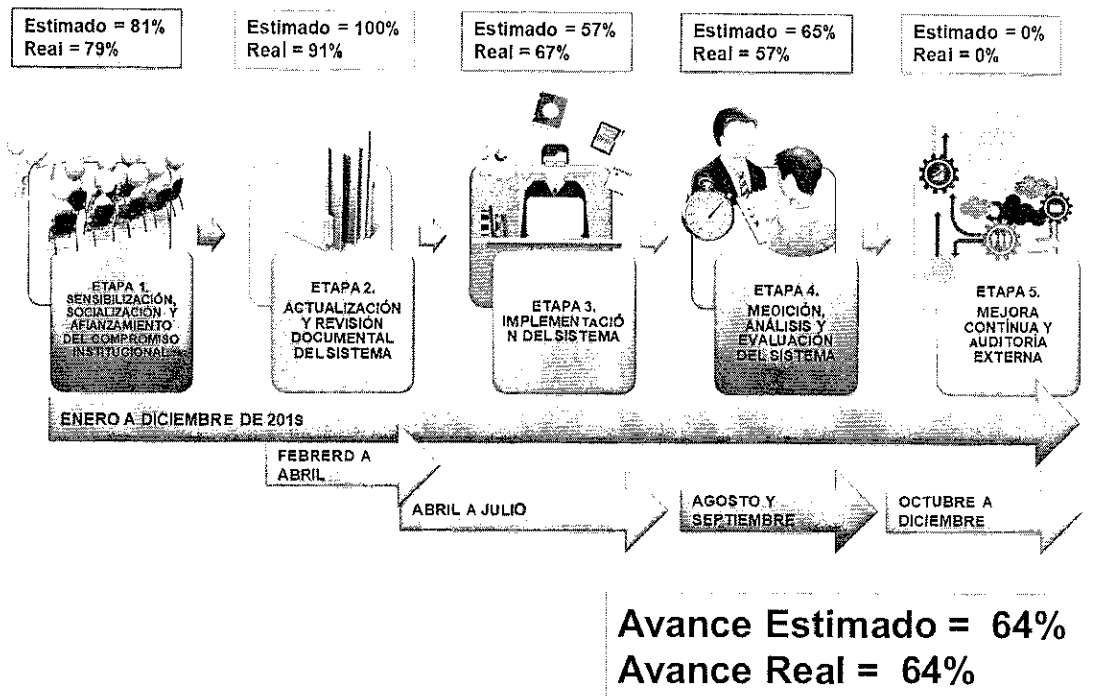 Estimado = 81%
Real = 79%
Estimado = 100%
Real = 91%
Estimado = 57%
Real = 67%
Estimado = 65%
Real = 57%
Estimado = 0%
Real = 0%
ETAPA 1.
SENSIBILIZACIÓN,
SOCIALIZACIÓN Y
AFIANZAMIENTO
DEL COMPROMISO
INSTITUCIONAL
ETAPA 2.
ACTUALIZACIÓN
Y REVISIÓN
DOCUMENTAL
DEL SISTEMA
ETAPA 3.
IMPLEMENTACIÓ
N DEL SISTEMA
ETAPA 4.
MEDICIÓN,
ANÁLISIS Y
EVALUACIÓN
DEL SISTEMA
ETAPA 5.
MEJORA
CONTÍNUA Y
AUDITORÍA
EXTERNA
ENERO A DICIEMBRE DE 201s
FEBRERD A
ABRIL
ABRIL A JULIO
AGOSTO Y
SEPTIEMBRE
OCTUBRE A
DICIEMBRE
Avance Estimado = 64%
Avance Real = 64%